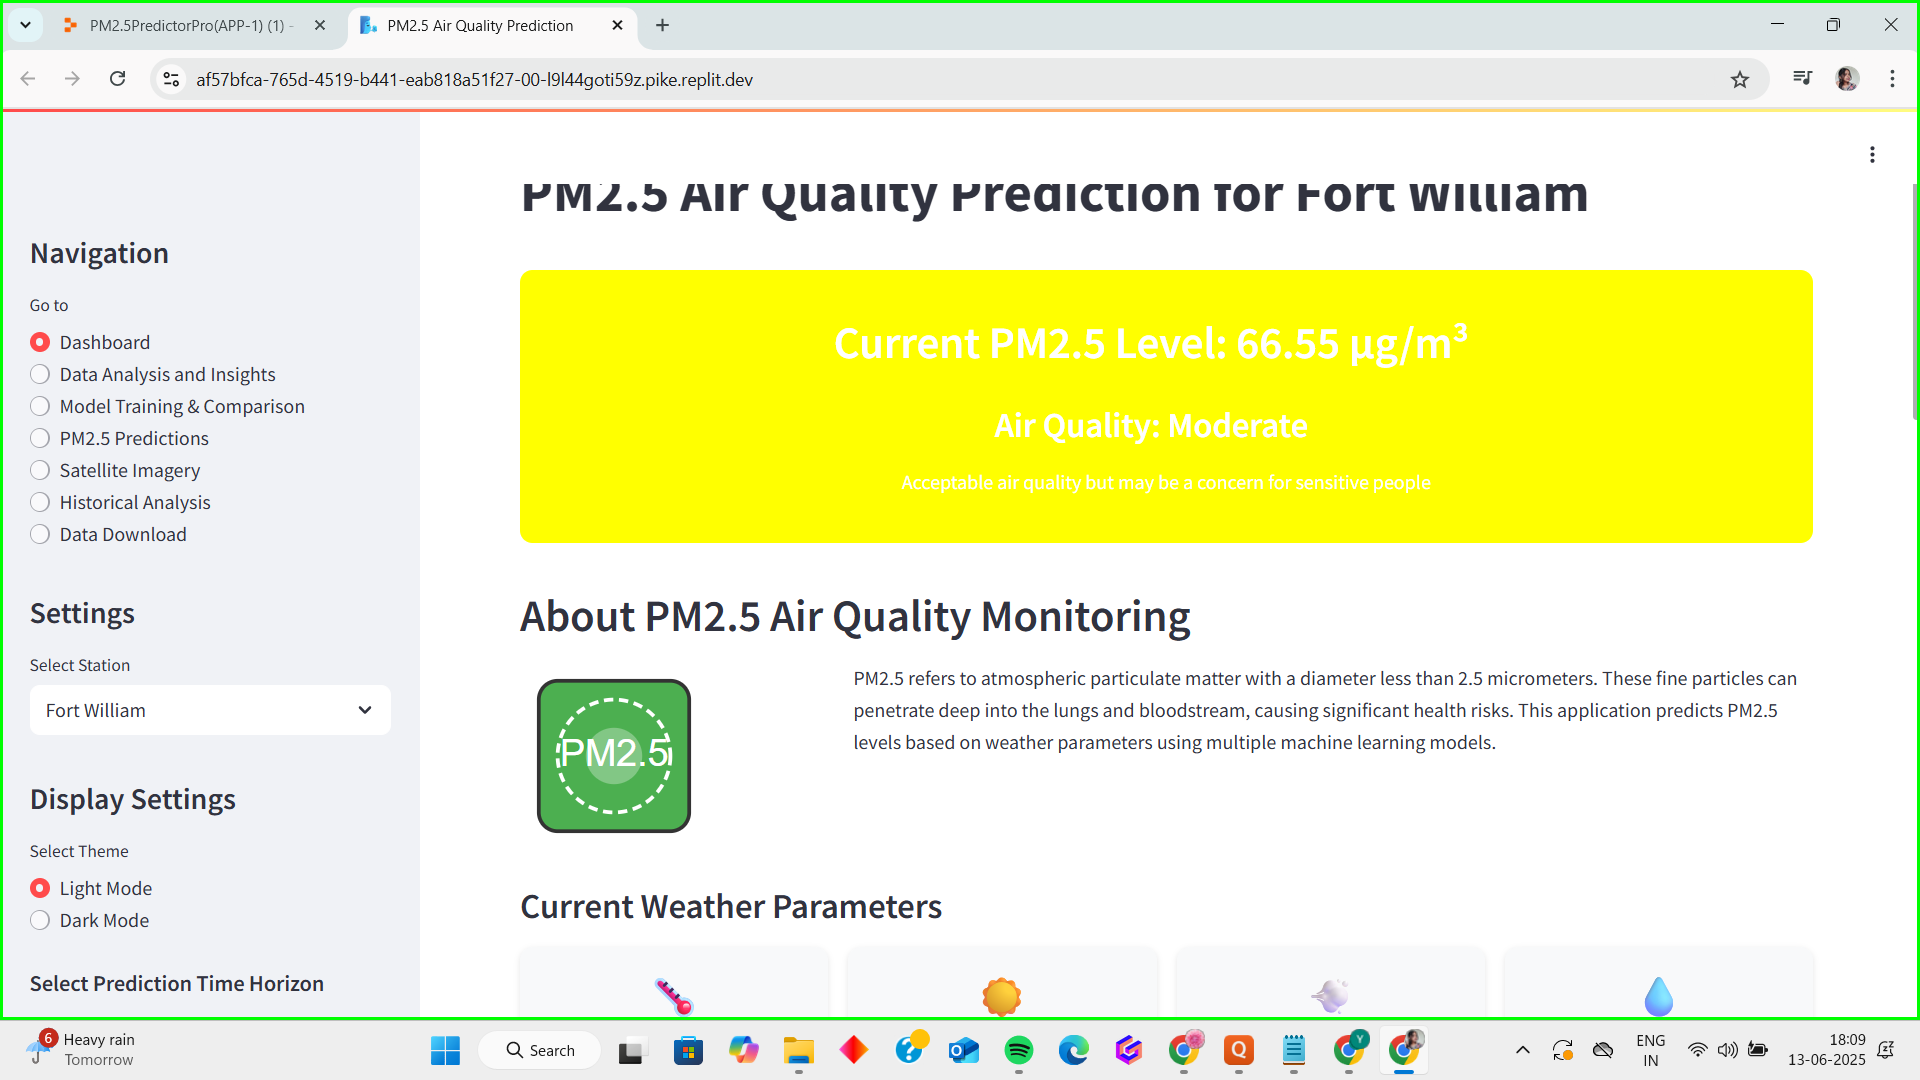 PM2.5PredictorPro(APP-1) (1) -
PM2.5 Air Quality Prediction
af57bfca-765d-4519-b441-eab818a51f27-00-l9l44goti59z.pike.replit.dev
Navigation
Go to
Dashboard
Data Analysis and Insights
Model Training & Comparison
PM2.5 Predictions
Satellite Imagery
Historical Analysis
Data Download
Settings
Select Station
Fort William
Display Settings
Select Theme
Light Mode
Dark Mode
Select Prediction Time Horizon
PM2.5 Air Quality Prediction for Fort William
Current PM2.5 Level: 66.55 µg/m³
Air Quality: Moderate
Acceptable air quality but may be a concern for sensitive people
About PM2.5 Air Quality Monitoring
PM2.5
PM2.5 refers to atmospheric particulate matter with a diameter less than 2.5 micrometers. These fine particles can
penetrate deep into the lungs and bloodstream, causing significant health risks. This application predicts PM2.5
levels based on weather parameters using multiple machine learning models.
Current Weather Parameters
6
Heavy rain
Tomorrow
Search
Y
ENG
IN
18:09
13-06-2025